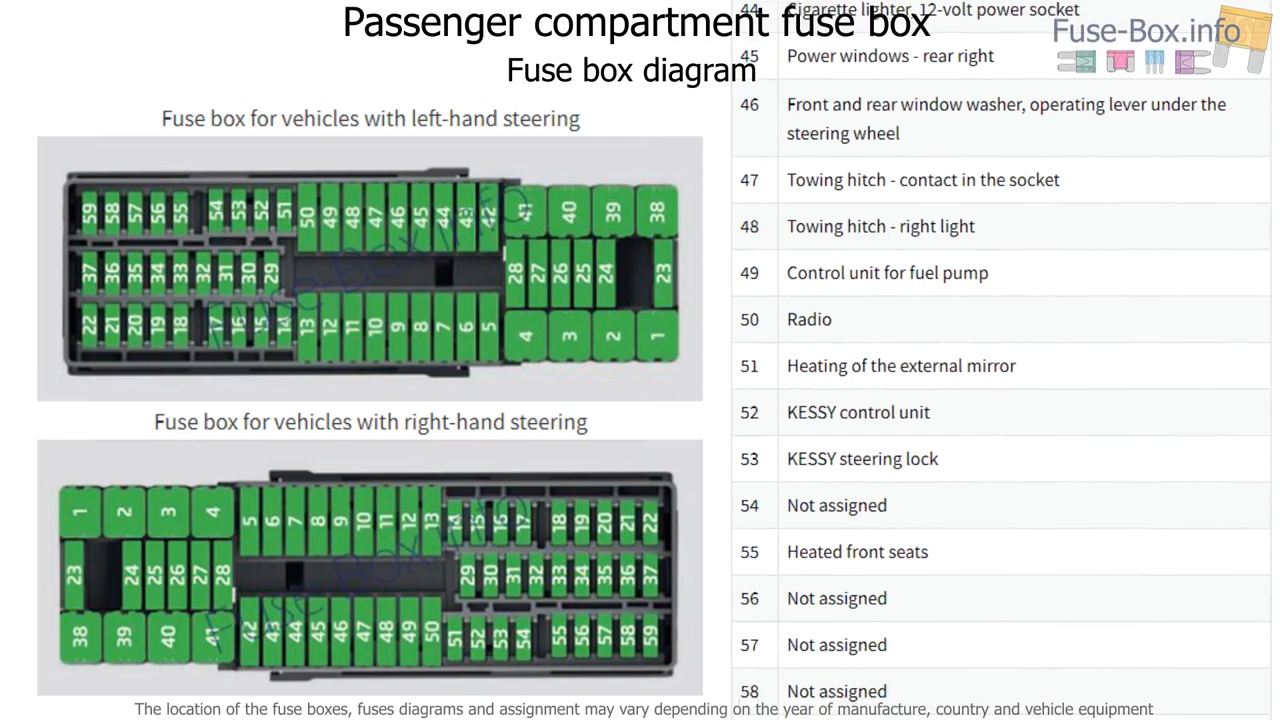 Passenger compartment fuse box
Fuse box diagram
Fuse-Box.info
Fuse box for vehicles with left-hand steering
59 58 57 56 55 54 53 52 51 50 49 48 47 46 45 44 43 42 41 40 39 38
37 36 35 34 33 32 31 30 29 28 27 26 25 24 23
22 21 20 19 18 17 16 15 14 13 12 11 10 9 8 7 6 5 4 3 2 1
Fuse-Box.info
Fuse box for vehicles with right-hand steering
1 2 3 4 5 6 7 8 9 10 11 12 13 14 15 16 17 18 19 20 21 22
23 24 25 26 27 28 29 30 31 32 33 34 35 36 37
38 39 40 41 42 43 44 45 46 47 48 49 50 51 52 53 54 55 56 57 58 59
Fuse-Box.info
44 Cigarette lighter, 12-volt power socket
45 Power windows - rear right
46 Front and rear window washer, operating lever under the
steering wheel
47 Towing hitch - contact in the socket
48 Towing hitch - right light
49 Control unit for fuel pump
50 Radio
51 Heating of the external mirror
52 KESSY control unit
53 KESSY steering lock
54 Not assigned
55 Heated front seats
56 Not assigned
57 Not assigned
58 Not assigned
The location of the fuse boxes, fuses diagrams and assignment may vary depending on the year of manufacture, country and vehicle equipment